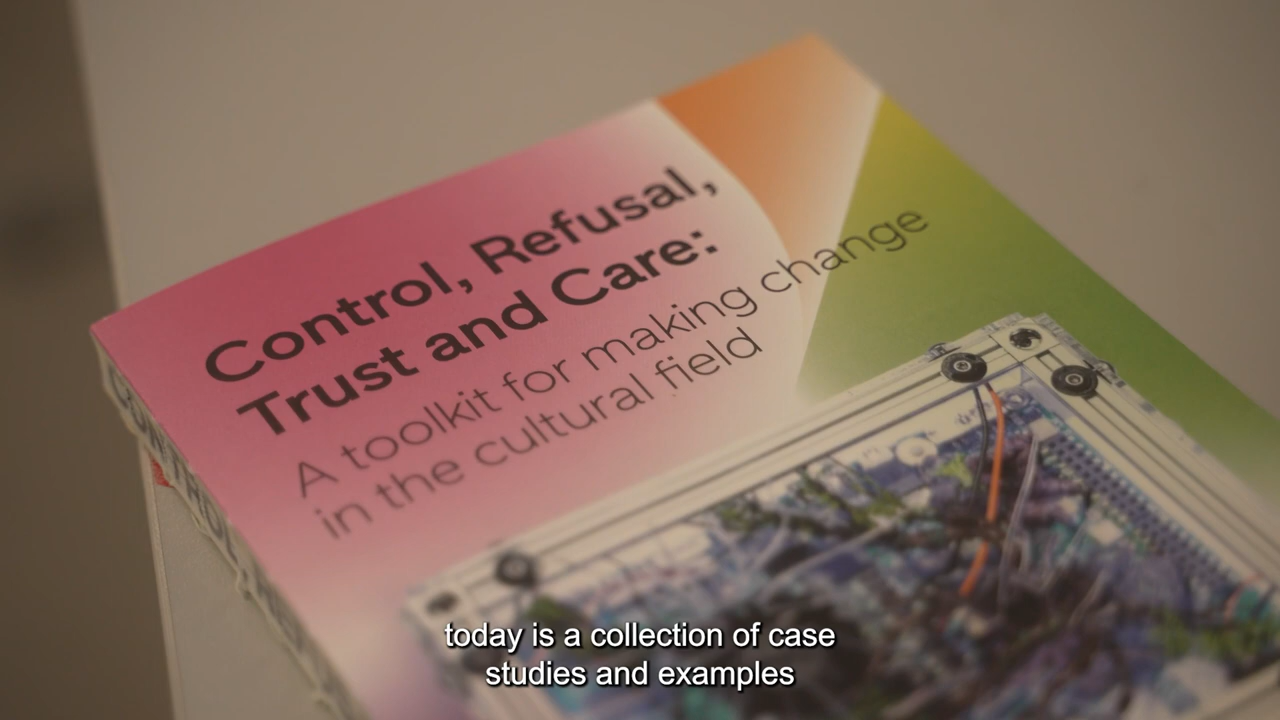 Control, Refusal,
Trust and Care:
A toolkit for making change
in the cultural field
today is a collection of case
studies and examples